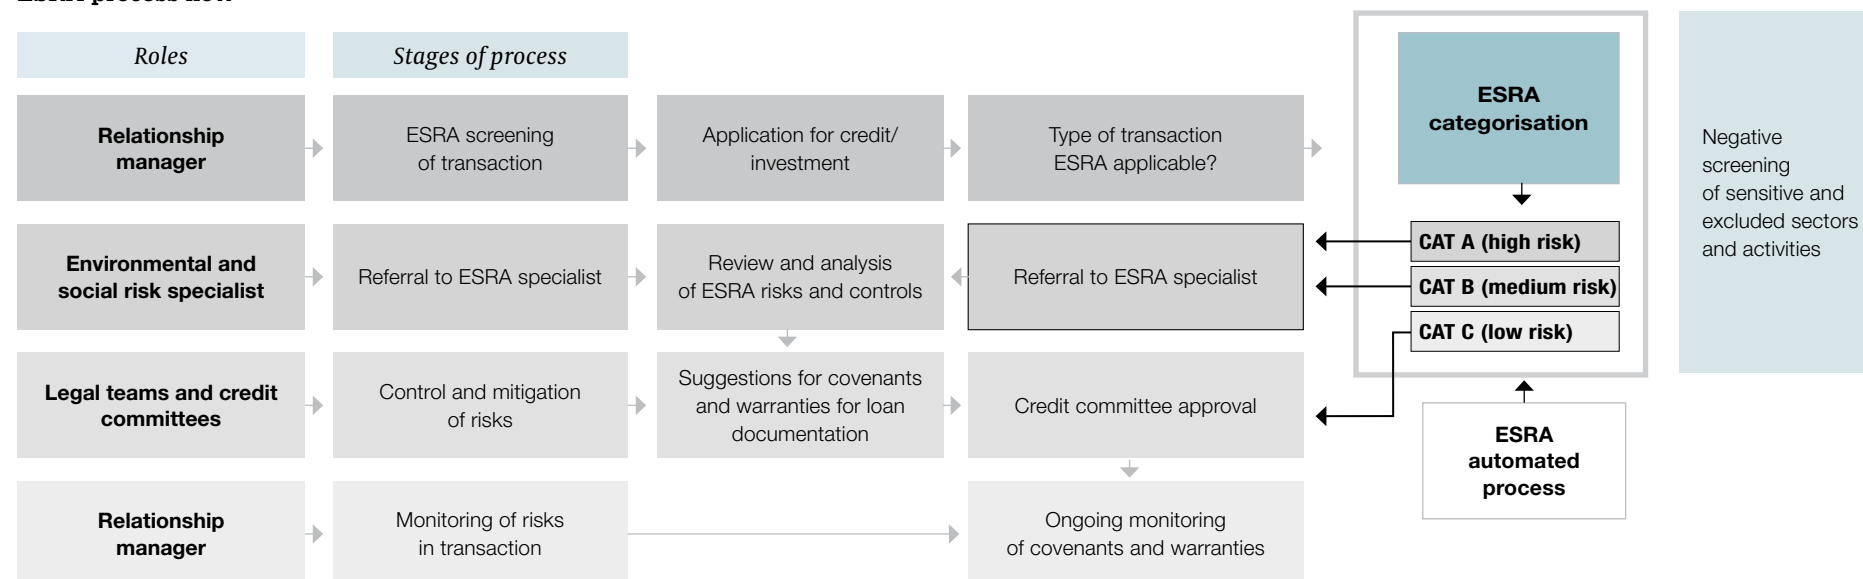 ESRA process flow
Roles
Stages of process
Relationship
manager
ESRA screening
of transaction
Application for credit/
investment
Type of transaction
ESRA applicable?
ESRA
categorisation
Negative
screening
of sensitive and
excluded sectors
and activities
Environmental and
social risk specialist
Referral to ESRA specialist
Review and analysis
of ESRA risks and controls
Referral to ESRA specialist
CAT A (high risk)
CAT B (medium risk)
CAT C (low risk)
Legal teams and credit
committees
Control and mitigation
of risks
Suggestions for covenants
and warranties for loan
documentation
Credit committee approval
ESRA
automated
process
Relationship
manager
Monitoring of risks
in transaction
Ongoing monitoring
of covenants and warranties